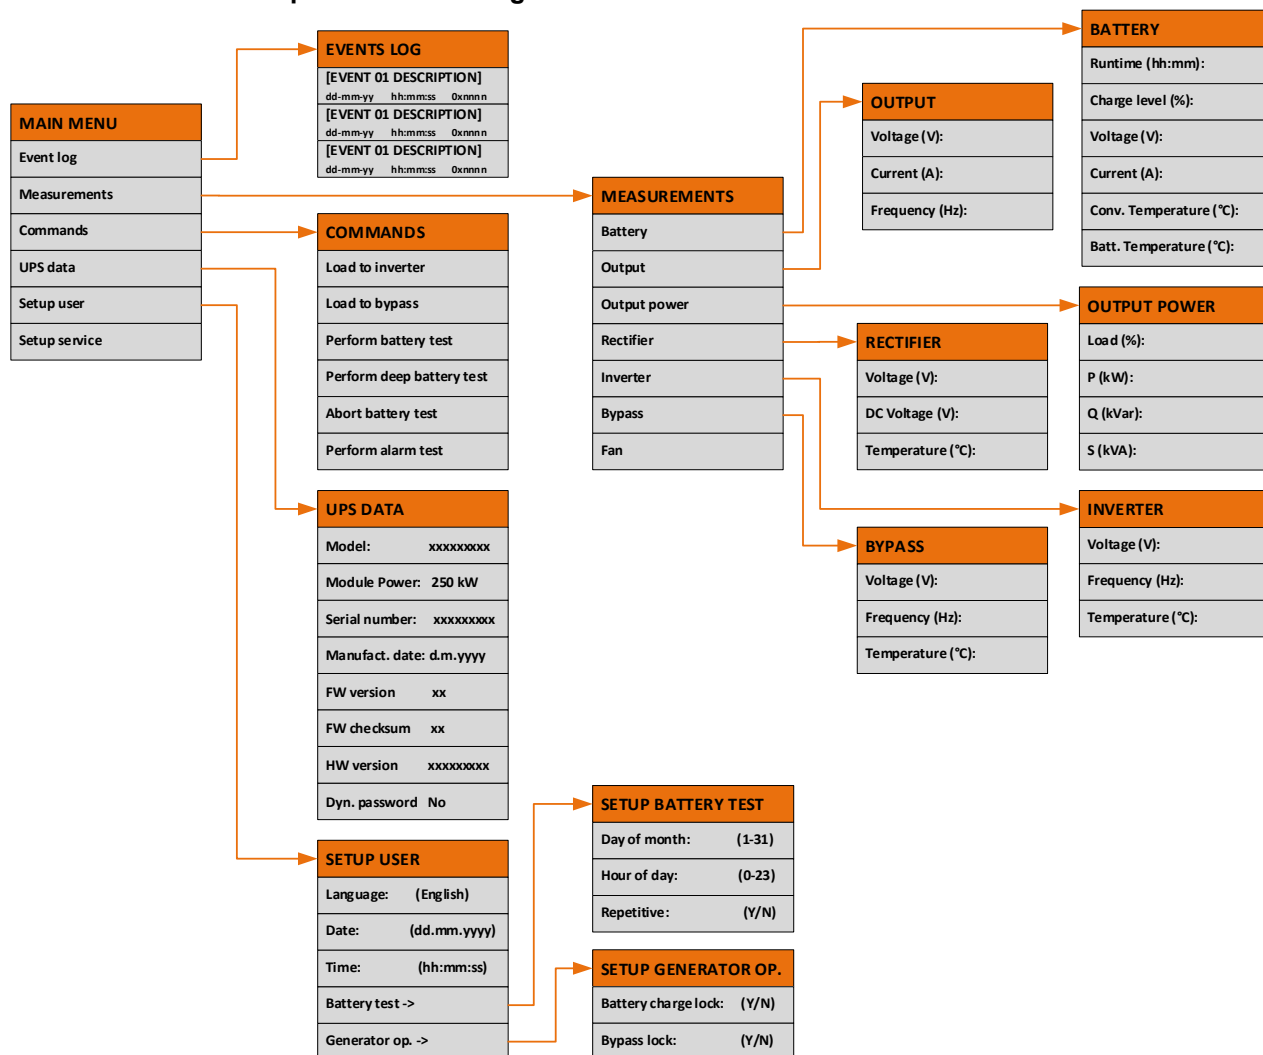 MAIN MENU
Event log
Measurements
Commands
UPS data
Setup user
Setup service
EVENTS LOG
[EVENT 01 DESCRIPTION]
dd-mm-yy hh:mm:ss 0xnnnn
[EVENT 01 DESCRIPTION]
dd-mm-yy hh:mm:ss 0xnnnn
[EVENT 01 DESCRIPTION]
dd-mm-yy hh:mm:ss 0xnnnn
COMMANDS
Load to inverter
Load to bypass
Perform battery test
Perform deep battery test
Abort battery test
Perform alarm test
UPS DATA
Model: xxxxxxxxx
Module Power: 250 kW
Serial number: xxxxxxxxx
Manufact. date: d.m.yyyy
FW version xx
FW checksum xx
HW version xxxxxxxxx
Dyn. password No
SETUP USER
Language: (English)
Date: (dd.mm.yyyy)
Time: (hh:mm:ss)
Battery test ->
Generator op. ->
MEASUREMENTS
Battery
Output
Output power
Rectifier
Inverter
Bypass
Fan
SETUP BATTERY TEST
Day of month: (1-31)
Hour of day: (0-23)
Repetitive: (Y/N)
SETUP GENERATOR OP.
Battery charge lock: (Y/N)
Bypass lock: (Y/N)
OUTPUT
Voltage (V):
Current (A):
Frequency (Hz):
RECTIFIER
Voltage (V):
DC Voltage (V):
Temperature (°C):
BYPASS
Voltage (V):
Frequency (Hz):
Temperature (°C):
BATTERY
Runtime (hh:mm):
Charge level (%):
Voltage (V):
Current (A):
Conv. Temperature (°C):
Batt. Temperature (°C):
OUTPUT POWER
Load (%):
P (kW):
Q (kVar):
S (kVA):
INVERTER
Voltage (V):
Frequency (Hz):
Temperature (°C):